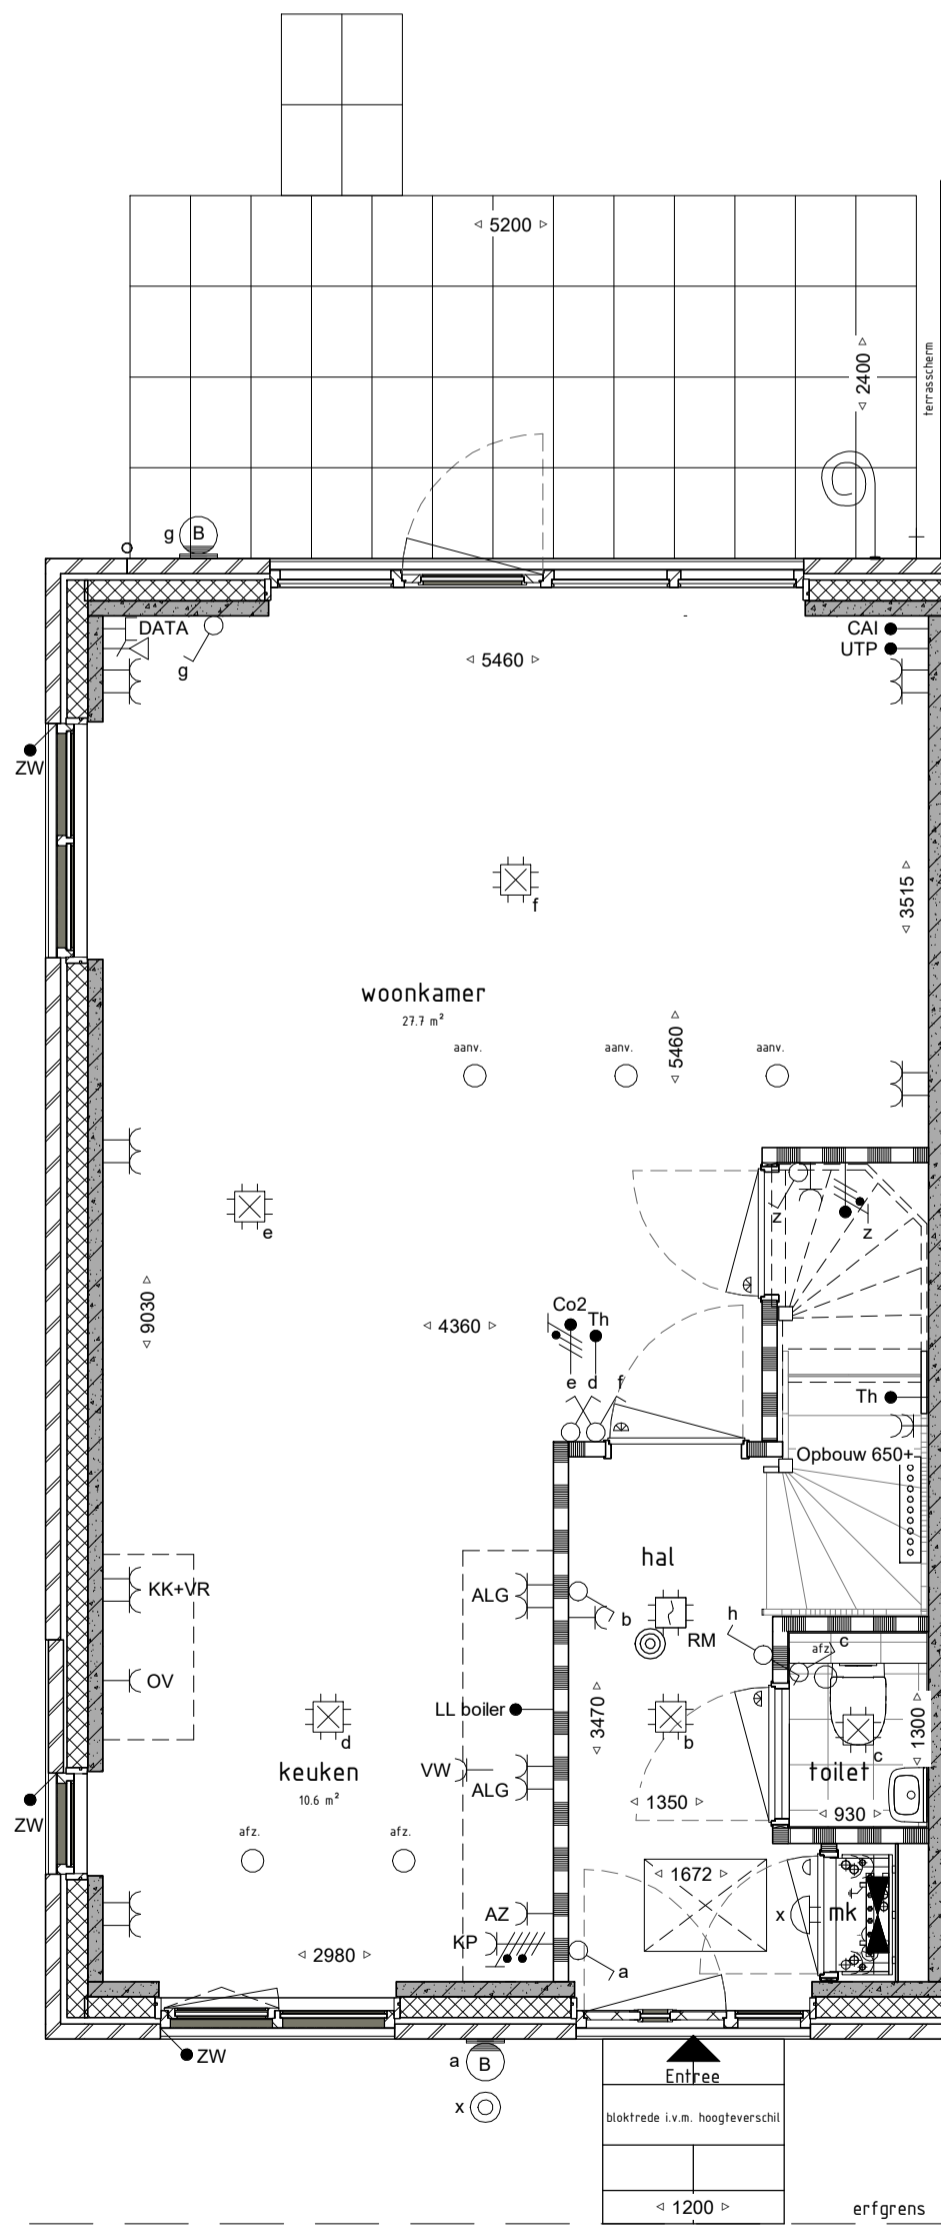 5200
2400
terrasscherm
g B
DATA
g
5460
CAI
UTP
ZW
f
3515
woonkamer
27.7 m²
5460
aanv.
aanv.
aanv.
z
z
e
9030
4360
Co2
Th
e d f
Th
Opbouw 650+
hal
KK+VR
ALG
b
h
RM
afz.
c
OV
LL boiler
3470
1300
d
b
c
keuken
10.6 m²
VW
ALG
toilet
1350
930
ZW
afz.
afz.
1672
AZ
x
mk
KP
a
2980
ZW
a B
x
Entree
bloktrede i.v.m. hoogteverschil
1200
erfgrens